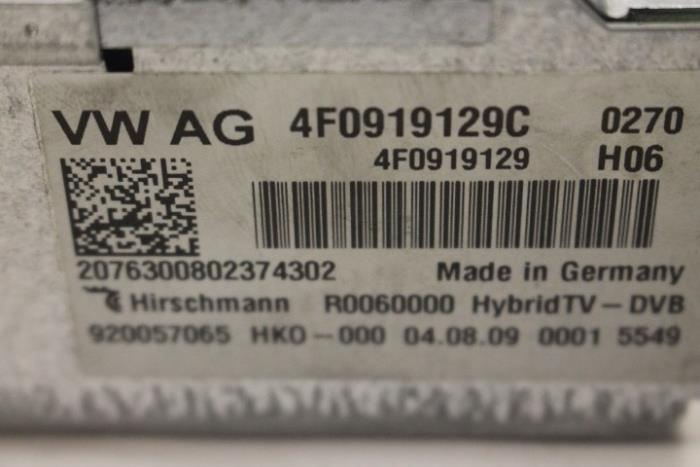 VW AG 4F0919129C 0270
4F0919129 H06
2076300802374302 Made in Germany
Hirschmann R0060000 HybridTV-DVB
920057065 HKO-000 04.08.09 0001 5549